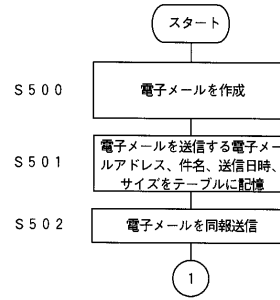 スタート
S500
電子メールを作成
電子メールを送信する電子メー
S501
ルアドレス、件名、送信日時、
サイズをテーブルに記憶
S502
電子メールを同報送信
1